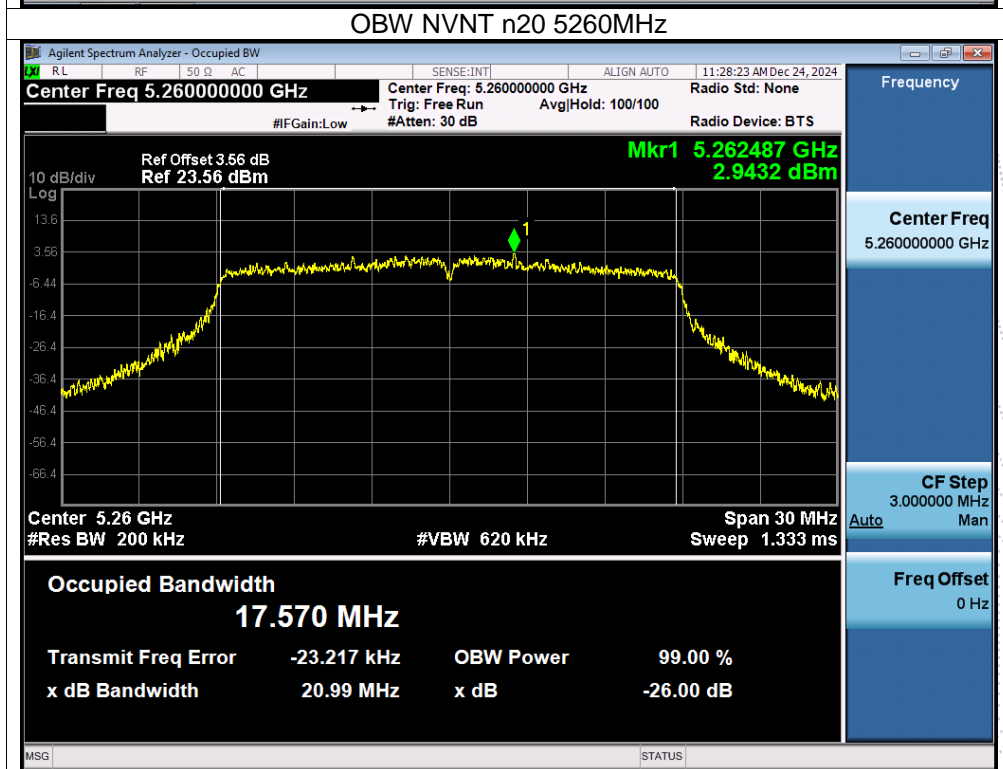 OBW NVNT n20 5260MHz
Agilent Spectrum Analyzer - Occupied BW
LXI RL RF 50 Ω AC SENSE:INT ALIGN AUTO 11:28:23 AM Dec 24, 2024
Center Freq 5.260000000 GHz
Center Freq: 5.260000000 GHz
Radio Std: None
Trig: Free Run Avg|Hold: 100/100
#IFGain:Low #Atten: 30 dB Radio Device: BTS
Frequency
Mkr1 5.262487 GHz
2.9432 dBm
Ref Offset 3.56 dB
10 dB/div Ref 23.56 dBm
Log
13.6
3.56
-6.44
-16.4
-26.4
-36.4
-46.4
-56.4
-66.4
1
Center 5.26 GHz Span 30 MHz
#Res BW 200 kHz #VBW 620 kHz Sweep 1.333 ms
Center Freq
5.260000000 GHz
CF Step
3.000000 MHz
Auto Man
Freq Offset
0 Hz
Occupied Bandwidth
17.570 MHz
Transmit Freq Error -23.217 kHz OBW Power 99.00 %
x dB Bandwidth 20.99 MHz x dB -26.00 dB
MSG STATUS